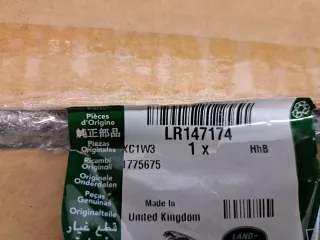 Pièces
d'Origine
純正部品
Piezas
Originales
Ricambi
Originali
Originele
Onderdelen
Peças
Genuínas
Originalteile
قطع غيار
LR147174
XC1W3 1 x HhB
1775675
Made in
United Kingdom
LAND